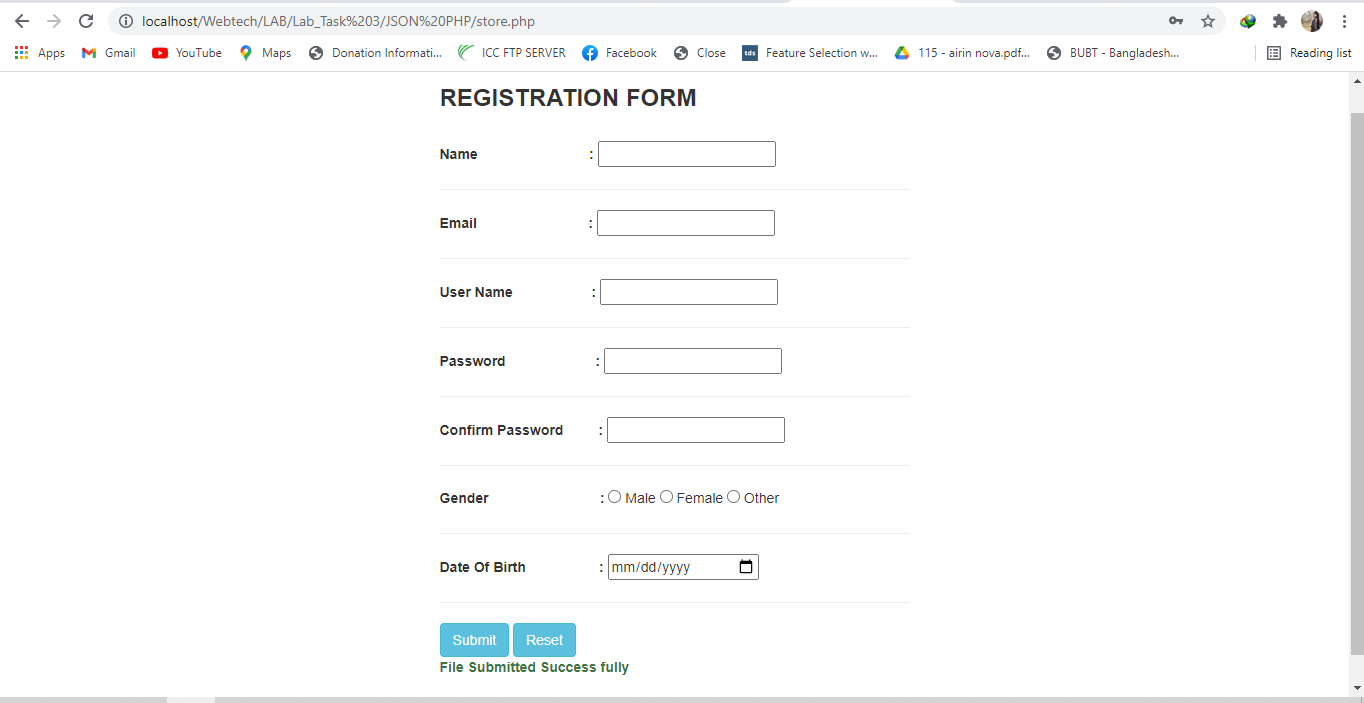 localhost/Webtech/LAB/Lab_Task%203/JSON%20PHP/store.php
Apps Gmail YouTube Maps Donation Informati... ICC FTP SERVER Facebook Close tds Feature Selection w... 115 - airin nova.pdf... BUBT - Bangladesh... Reading list
REGISTRATION FORM
Name :
Email :
User Name :
Password :
Confirm Password :
Gender : Male Female Other
Date Of Birth : mm/dd/yyyy
Submit Reset
File Submitted Success fully